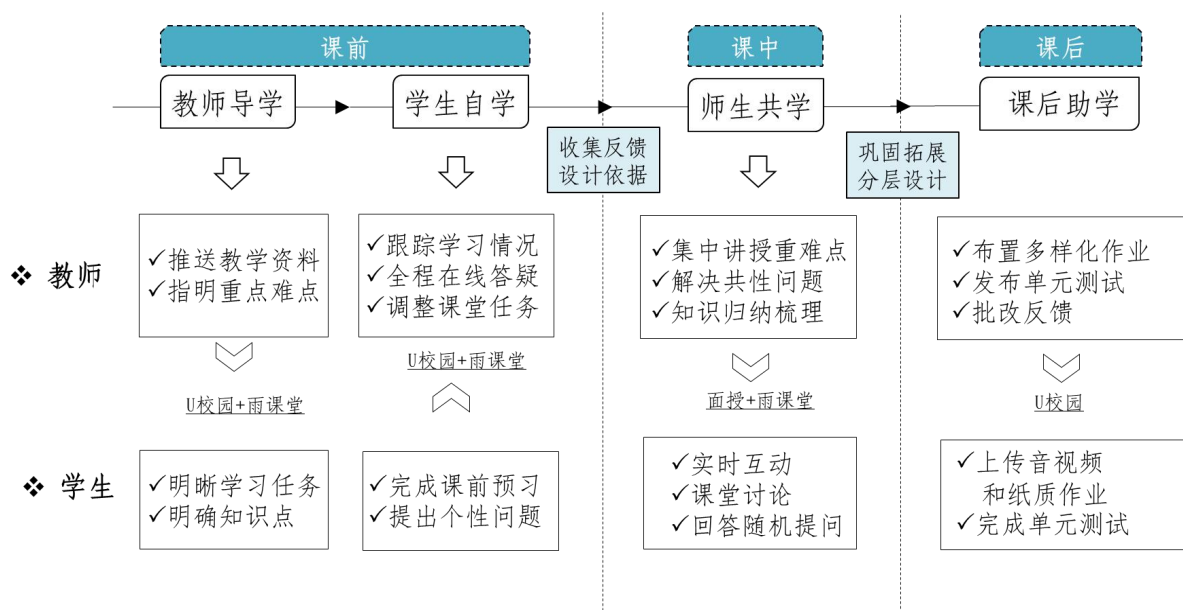 课前
课中
课后
教师导学
学生自学
师生共学
课后助学
收集反馈
设计依据
巩固拓展
分层设计
❖ 教师
✓推送教学资料
✓指明重点难点
✓跟踪学习情况
✓全程在线答疑
✓调整课堂任务
✓集中讲授重难点
✓解决共性问题
✓知识归纳梳理
✓布置多样化作业
✓发布单元测试
✓批改反馈
U校园+雨课堂
U校园+雨课堂
面授+雨课堂
U校园
❖ 学生
✓明晰学习任务
✓明确知识点
✓完成课前预习
✓提出个性问题
✓实时互动
✓课堂讨论
✓回答随机提问
✓上传音视频
和纸质作业
✓完成单元测试